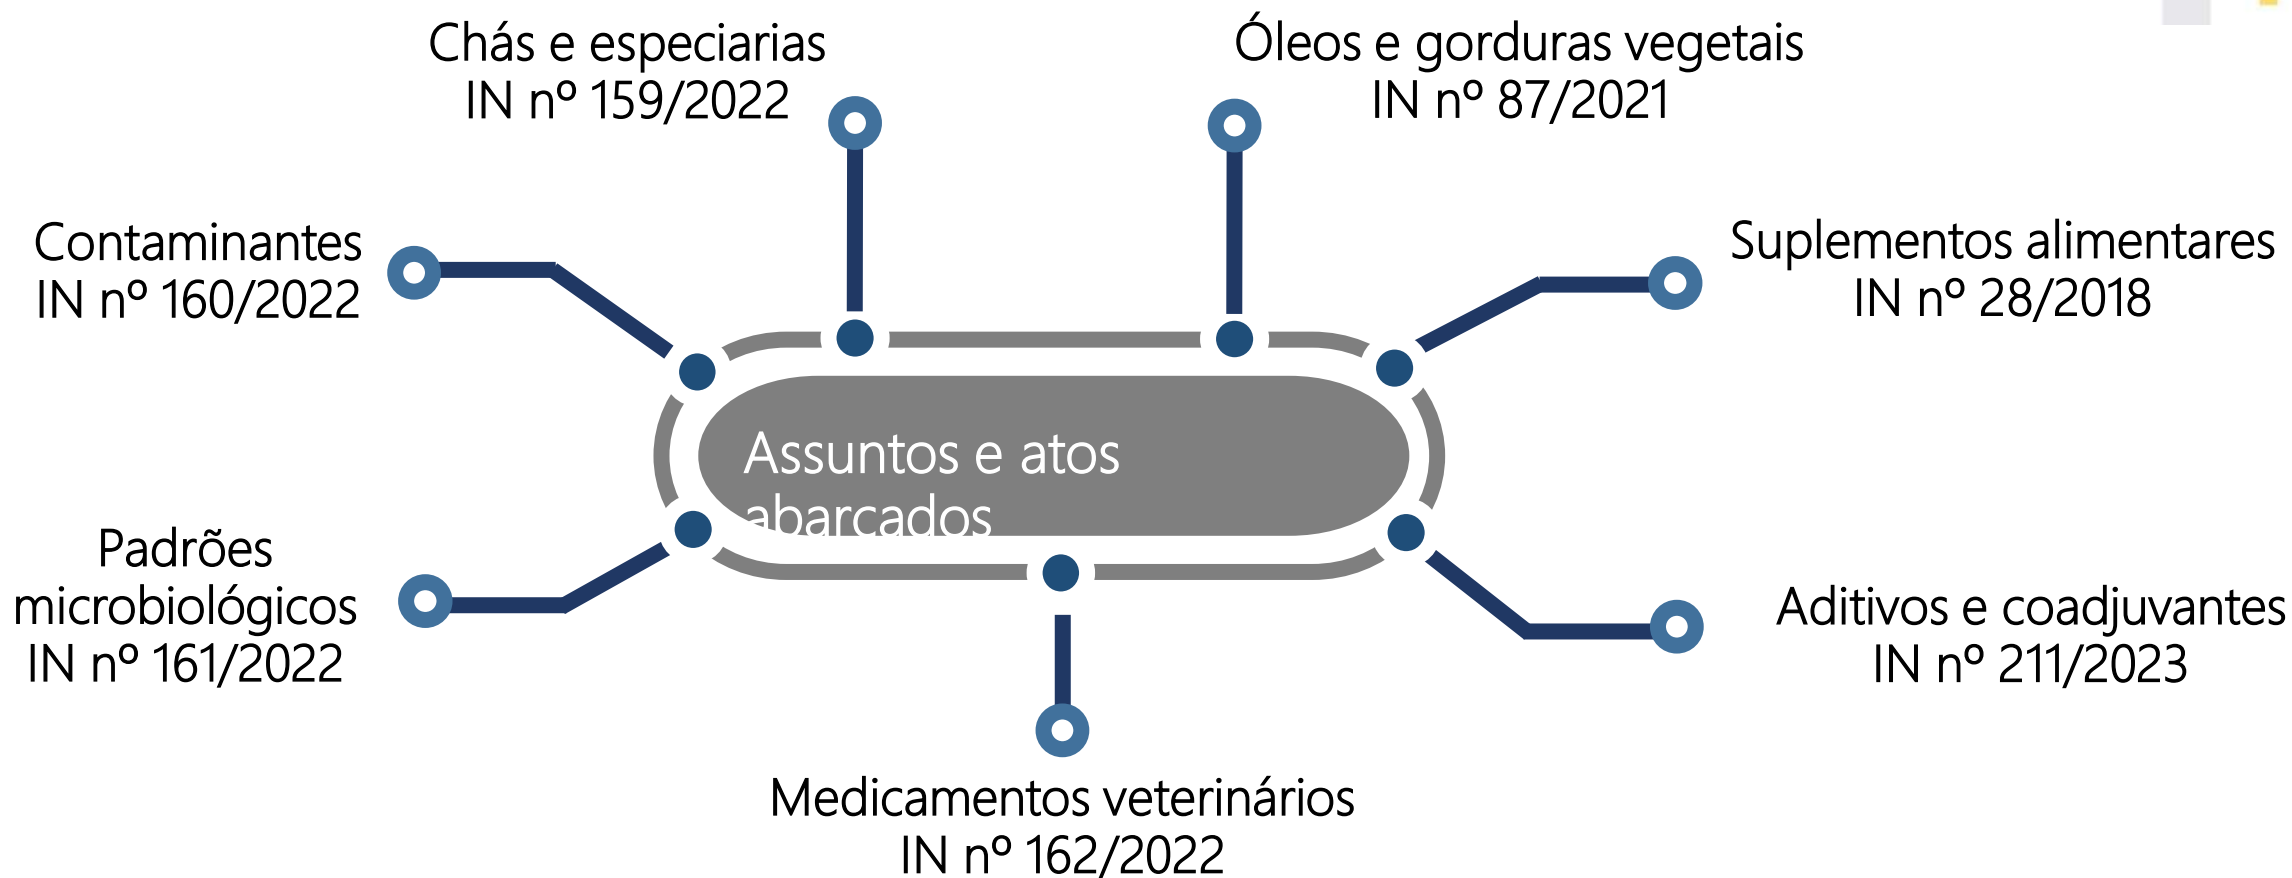 Chás e especiarias
IN nº 159/2022
Óleos e gorduras vegetais
IN nº 87/2021
Contaminantes
IN nº 160/2022
Suplementos alimentares
IN nº 28/2018
Assuntos e atos
abarcados
Padrões
microbiológicos
IN nº 161/2022
Aditivos e coadjuvantes
IN nº 211/2023
Medicamentos veterinários
IN nº 162/2022